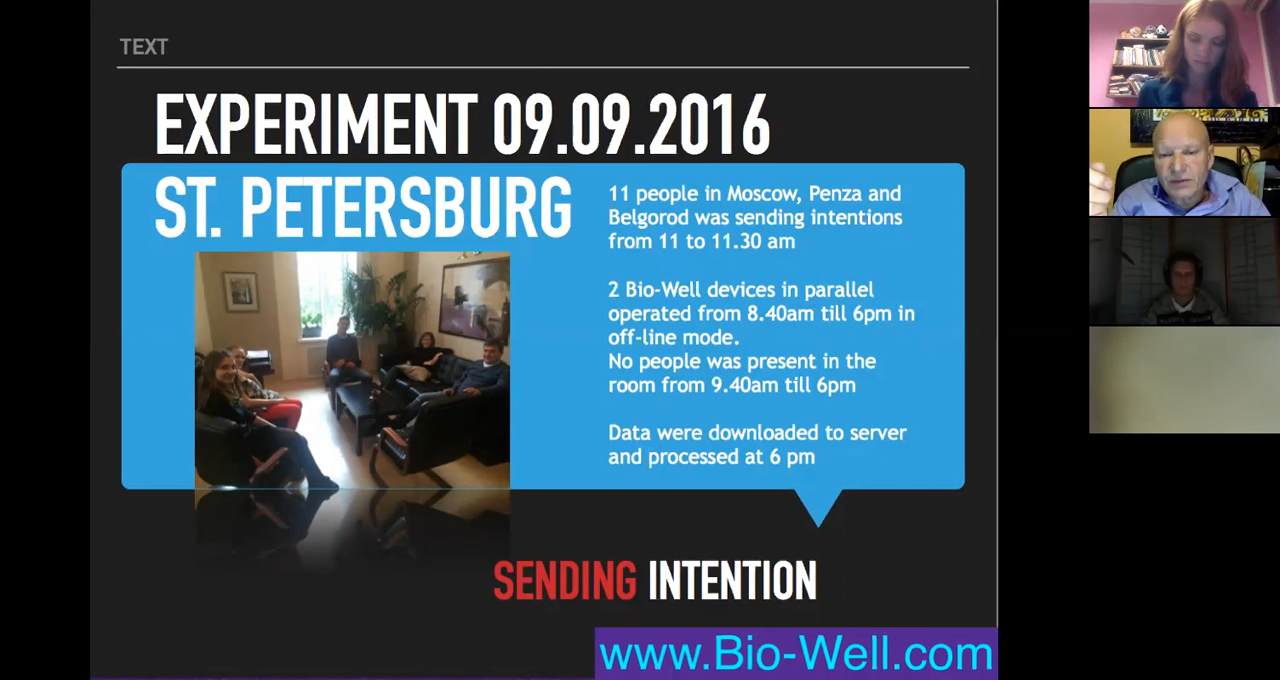 TEXT
EXPERIMENT 09.09.2016
ST. PETERSBURG
11 people in Moscow, Penza and
Belgorod was sending intentions
from 11 to 11.30 am
2 Bio-Well devices in parallel
operated from 8.40am till 6pm in
off-line mode.
No people was present in the
room from 9.40am till 6pm
Data were downloaded to server
and processed at 6 pm
SENDING INTENTION
www.Bio-Well.com